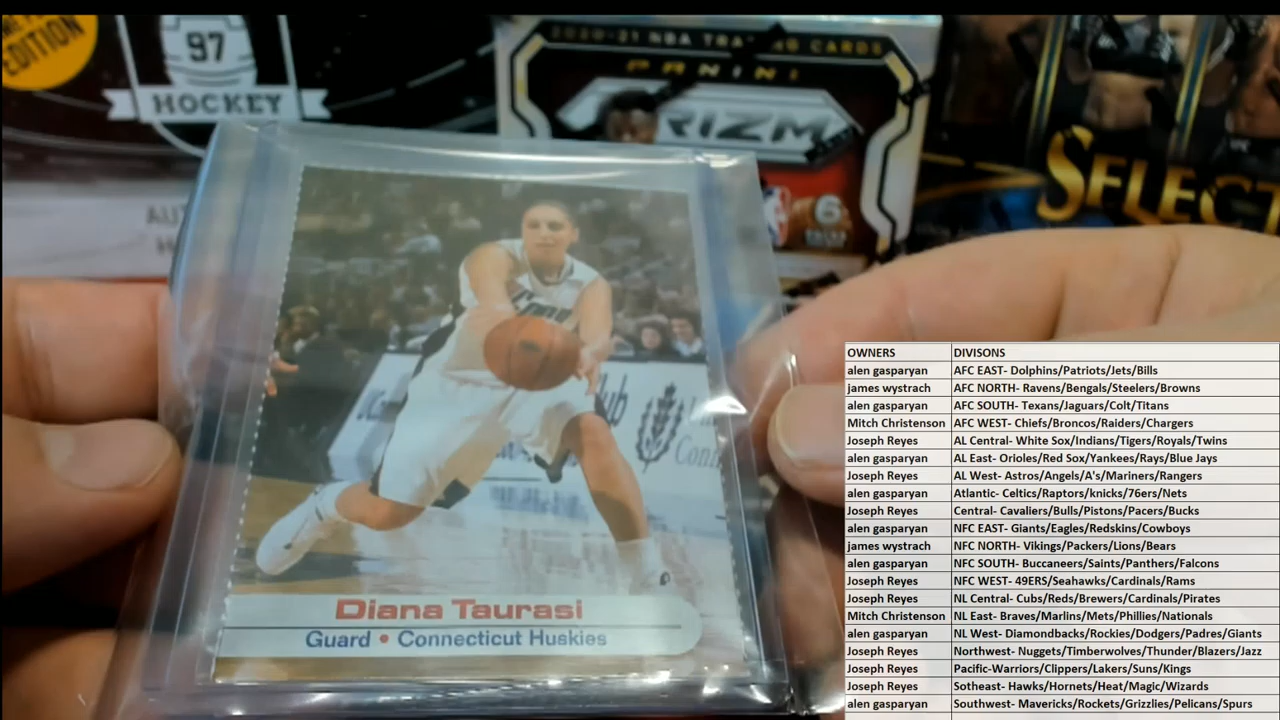 EDITION
97
HOCKEY
2020-21 NBA TRADING CARDS
PANINI
PRIZM
6
SELECT
UConn
Club
Conn
Diana Taurasi
Guard • Connecticut Huskies
OWNERS DIVISONS
alen gasparyan AFC EAST- Dolphins/Patriots/Jets/Bills
james wystrach AFC NORTH- Ravens/Bengals/Steelers/Browns
alen gasparyan AFC SOUTH- Texans/Jaguars/Colt/Titans
Mitch Christenson AFC WEST- Chiefs/Broncos/Raiders/Chargers
Joseph Reyes AL Central- White Sox/Indians/Tigers/Royals/Twins
alen gasparyan AL East- Orioles/Red Sox/Yankees/Rays/Blue Jays
Joseph Reyes AL West- Astros/Angels/A's/Mariners/Rangers
alen gasparyan Atlantic- Celtics/Raptors/knicks/76ers/Nets
Joseph Reyes Central- Cavaliers/Bulls/Pistons/Pacers/Bucks
alen gasparyan NFC EAST- Giants/Eagles/Redskins/Cowboys
james wystrach NFC NORTH- Vikings/Packers/Lions/Bears
alen gasparyan NFC SOUTH- Buccaneers/Saints/Panthers/Falcons
Joseph Reyes NFC WEST- 49ERS/Seahawks/Cardinals/Rams
Joseph Reyes NL Central- Cubs/Reds/Brewers/Cardinals/Pirates
Mitch Christenson NL East- Braves/Marlins/Mets/Phillies/Nationals
alen gasparyan NL West- Diamondbacks/Rockies/Dodgers/Padres/Giants
Joseph Reyes Northwest- Nuggets/Timberwolves/Thunder/Blazers/Jazz
Joseph Reyes Pacific-Warriors/Clippers/Lakers/Suns/Kings
Joseph Reyes Sotheast- Hawks/Hornets/Heat/Magic/Wizards
alen gasparyan Southwest- Mavericks/Rockets/Grizzlies/Pelicans/Spurs